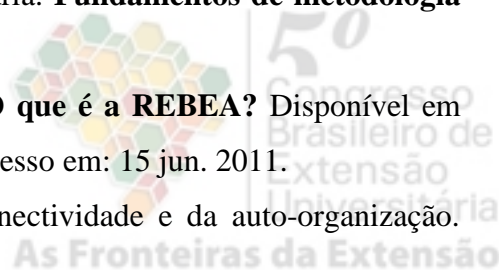 ria. Fundamentos de metodologia
O que é a REBEA? Disponível em
esso em: 15 jun. 2011.
nectividade e da auto-organização.
5º
Congresso
Brasileiro de
Extensão
Universitária
As Fronteiras da Extensão